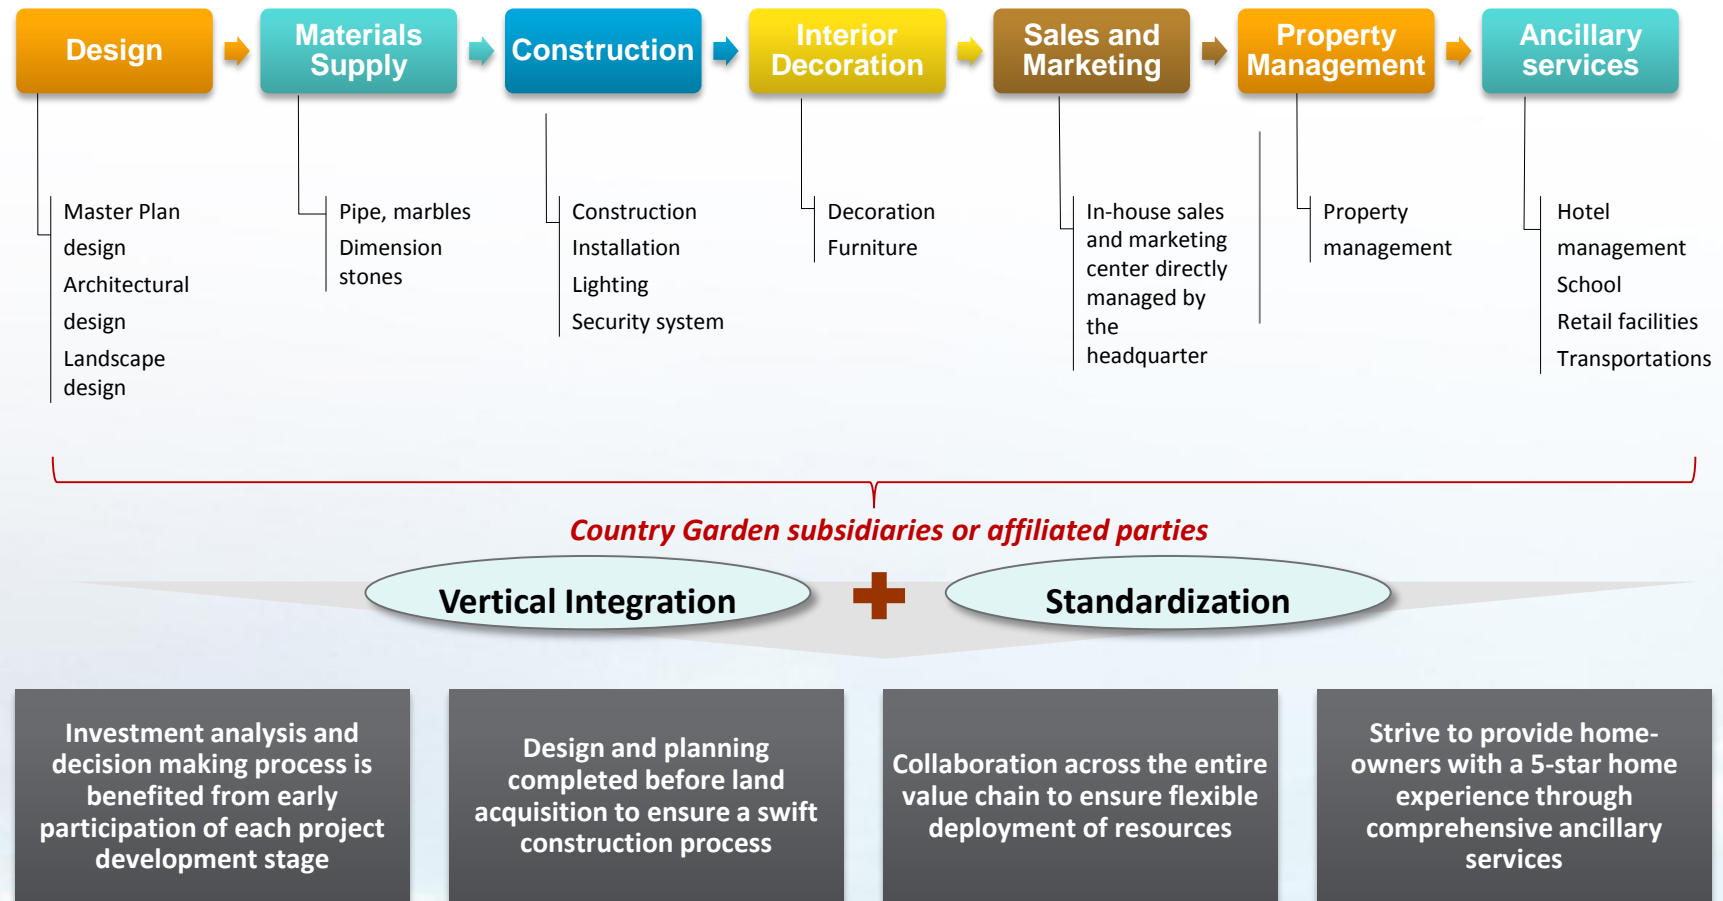 Design
Materials
Supply
Construction
Interior
Decoration
Sales and
Marketing
Property
Management
Ancillary
services
Master Plan
design
Architectural
design
Landscape
design
Pipe, marbles
Dimension
stones
Construction
Installation
Lighting
Security system
Decoration
Furniture
In-house sales
and marketing
center directly
managed by
the
headquarter
Property
management
Hotel
management
School
Retail facilities
Transportations
Country Garden subsidiaries or affiliated parties
Vertical Integration
Standardization
Investment analysis and
decision making process is
benefited from early
participation of each project
development stage
Design and planning
completed before land
acquisition to ensure a swift
construction process
Collaboration across the entire
value chain to ensure flexible
deployment of resources
Strive to provide home-
owners with a 5-star home
experience through
comprehensive ancillary
services